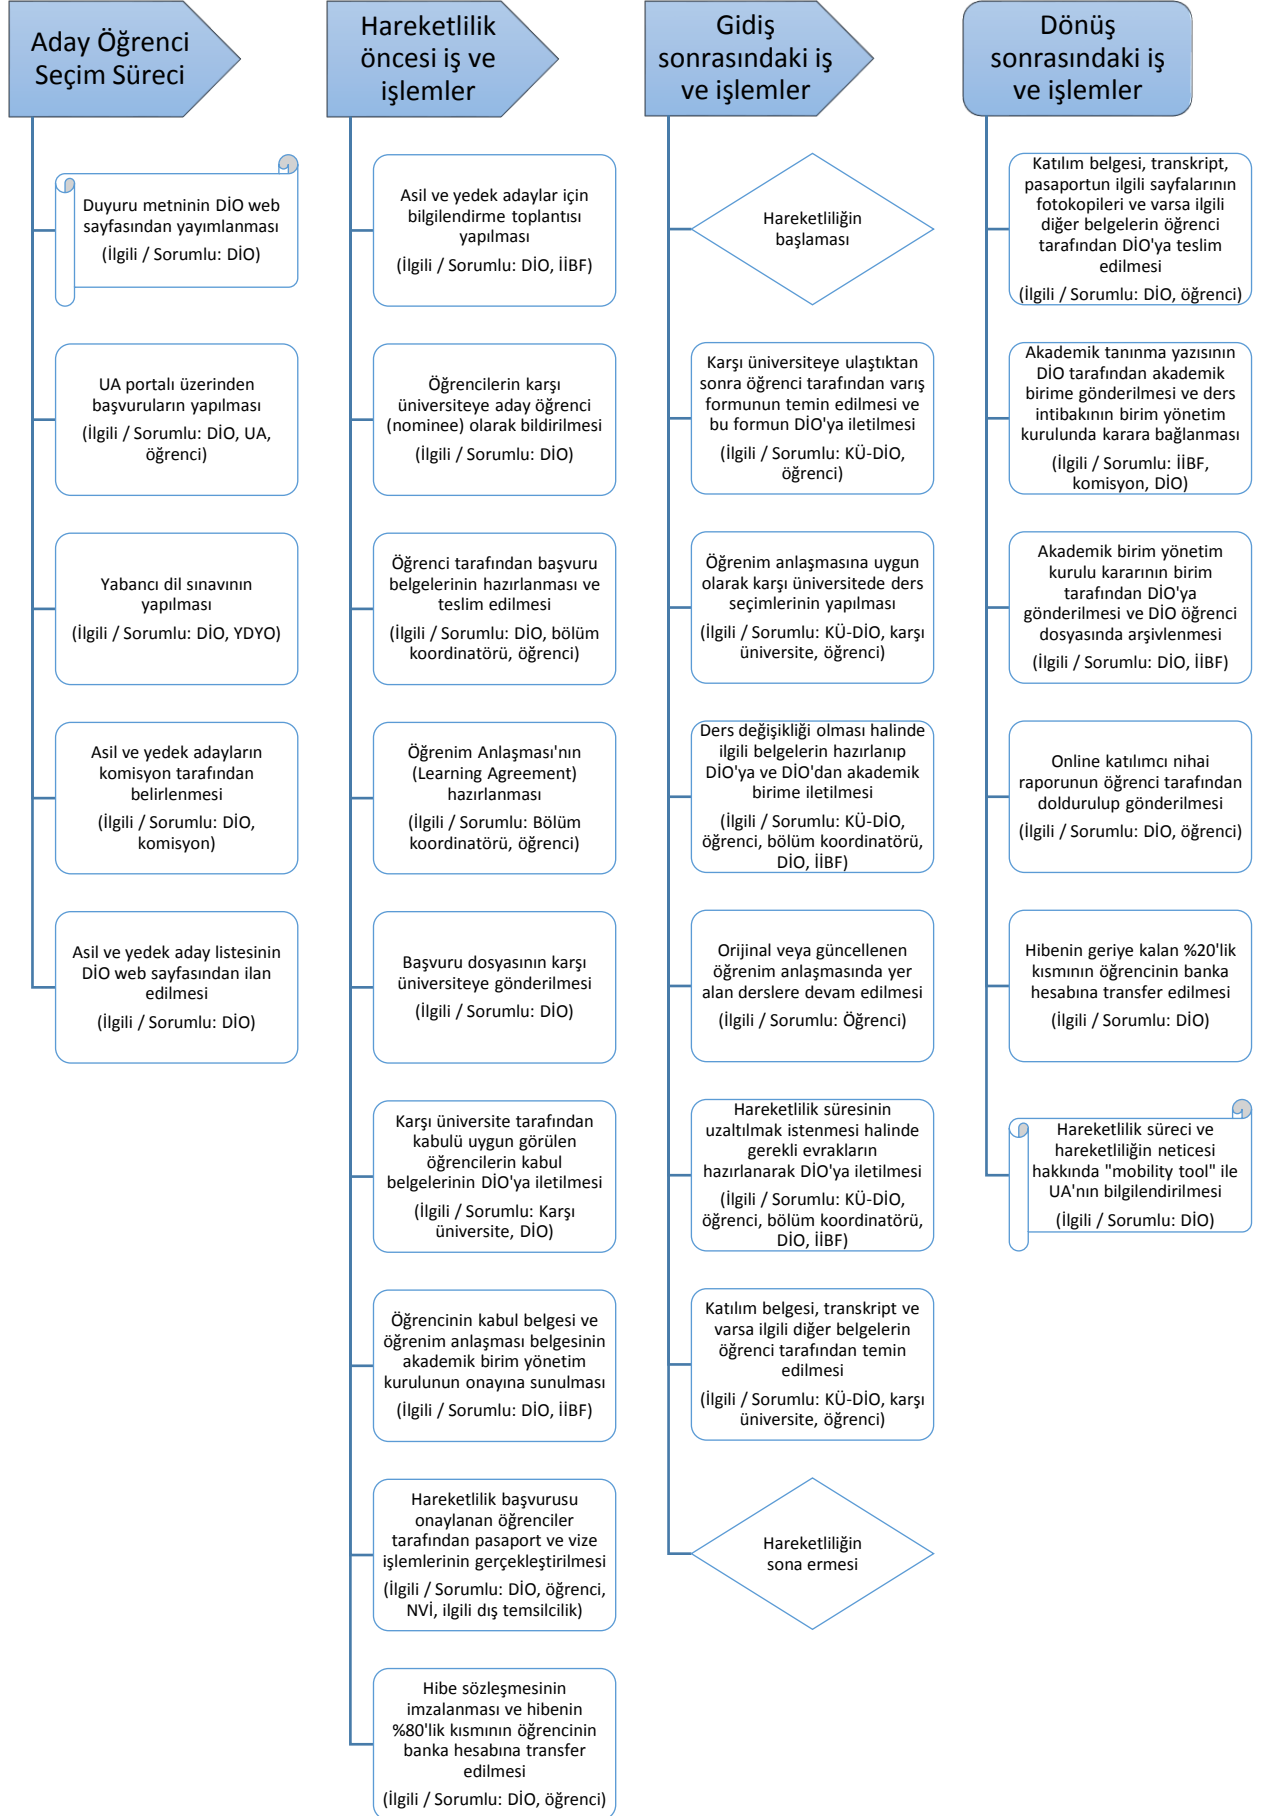 Aday Öğrenci
Seçim Süreci
Duyuru metninin DİO web
sayfasından yayımlanması
(İlgili / Sorumlu: DİO)
UA portalı üzerinden
başvuruların yapılması
(İlgili / Sorumlu: DİO, UA,
öğrenci)
Yabancı dil sınavının
yapılması
(İlgili / Sorumlu: DİO, YDYO)
Asil ve yedek adayların
komisyon tarafından
belirlenmesi
(İlgili / Sorumlu: DİO,
komisyon)
Asil ve yedek aday listesinin
DİO web sayfasından ilan
edilmesi
(İlgili / Sorumlu: DİO)
Hareketlilik
öncesi iş ve
işlemler
Asil ve yedek adaylar için
bilgilendirme toplantısı
yapılması
(İlgili / Sorumlu: DİO, İİBF)
Öğrencilerin karşı
üniversiteye aday öğrenci
(nominee) olarak bildirilmesi
(İlgili / Sorumlu: DİO)
Öğrenci tarafından başvuru
belgelerinin hazırlanması ve
teslim edilmesi
(İlgili / Sorumlu: DİO, bölüm
koordinatörü, öğrenci)
Öğrenim Anlaşması'nın
(Learning Agreement)
hazırlanması
(İlgili / Sorumlu: Bölüm
koordinatörü, öğrenci)
Başvuru dosyasının karşı
üniversiteye gönderilmesi
(İlgili / Sorumlu: DİO)
Karşı üniversite tarafından
kabulü uygun görülen
öğrencilerin kabul
belgelerinin DİO'ya iletilmesi
(İlgili / Sorumlu: Karşı
üniversite, DİO)
Öğrencinin kabul belgesi ve
öğrenim anlaşması belgesinin
akademik birim yönetim
kurulunun onayına sunulması
(İlgili / Sorumlu: DİO, İİBF)
Hareketlilik başvurusu
onaylanan öğrenciler
tarafından pasaport ve vize
işlemlerinin gerçekleştirilmesi
(İlgili / Sorumlu: DİO, öğrenci,
NVİ, ilgili dış temsilcilik)
Hibe sözleşmesinin
imzalanması ve hibenin
%80'lik kısmının öğrencinin
banka hesabına transfer
edilmesi
(İlgili / Sorumlu: DİO, öğrenci)
Gidiş
sonrasındaki iş
ve işlemler
Hareketliliğin
başlaması
Karşı üniversiteye ulaştıktan
sonra öğrenci tarafından varış
formunun temin edilmesi ve
bu formun DİO'ya iletilmesi
(İlgili / Sorumlu: KÜ-DİO,
öğrenci)
Öğrenim anlaşmasına uygun
olarak karşı üniversitede ders
seçimlerinin yapılması
(İlgili / Sorumlu: KÜ-DİO, karşı
üniversite, öğrenci)
Ders değişikliği olması halinde
ilgili belgelerin hazırlanıp
DİO'ya ve DİO'dan akademik
birime iletilmesi
(İlgili / Sorumlu: KÜ-DİO,
öğrenci, bölüm koordinatörü,
DİO, İİBF)
Orijinal veya güncellenen
öğrenim anlaşmasında yer
alan derslere devam edilmesi
(İlgili / Sorumlu: Öğrenci)
Hareketlilik süresinin
uzaltılmak istenmesi halinde
gerekli evrakların
hazırlanarak DİO'ya iletilmesi
(İlgili / Sorumlu: KÜ-DİO,
öğrenci, bölüm koordinatörü,
DİO, İİBF)
Katılım belgesi, transkript ve
varsa ilgili diğer belgelerin
öğrenci tarafından temin
edilmesi
(İlgili / Sorumlu: KÜ-DİO, karşı
üniversite, öğrenci)
Hareketliliğin
sona ermesi
Dönüş
sonrasındaki iş
ve işlemler
Katılım belgesi, transkript,
pasaportun ilgili sayfalarının
fotokopileri ve varsa ilgili
diğer belgelerin öğrenci
tarafından DİO'ya teslim
edilmesi
(İlgili / Sorumlu: DİO, öğrenci)
Akademik tanınma yazısının
DİO tarafından akademik
birime gönderilmesi ve ders
intibakının birim yönetim
kurulunda karara bağlanması
(İlgili / Sorumlu: İİBF,
komisyon, DİO)
Akademik birim yönetim
kurulu kararının birim
tarafından DİO'ya
gönderilmesi ve DİO öğrenci
dosyasında arşivlenmesi
(İlgili / Sorumlu: DİO, İİBF)
Online katılımcı nihai
raporunun öğrenci tarafından
doldurulup gönderilmesi
(İlgili / Sorumlu: DİO, öğrenci)
Hibenin geriye kalan %20'lik
kısmının öğrencinin banka
hesabına transfer edilmesi
(İlgili / Sorumlu: DİO)
Hareketlilik süreci ve
hareketliliğin neticesi
hakkında "mobility tool" ile
UA'nın bilgilendirilmesi
(İlgili / Sorumlu: DİO)